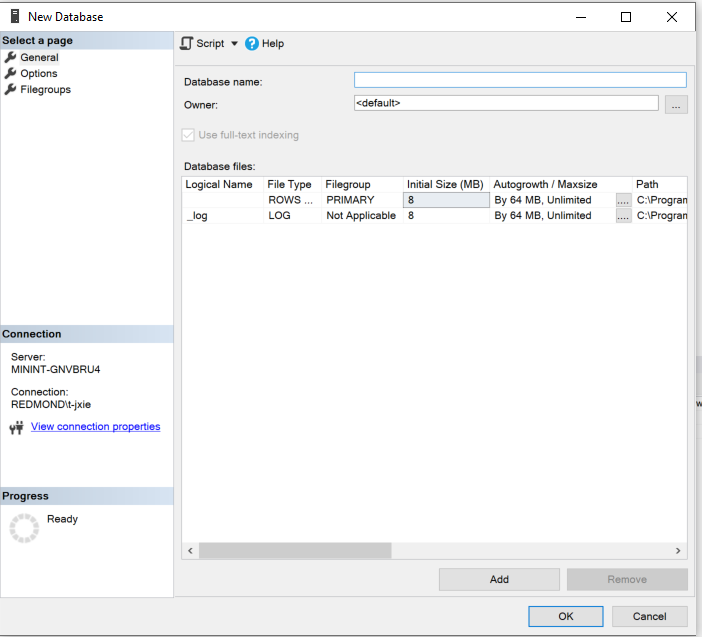 New Database
Select a page
General
Options
Filegroups
Script Help
Database name:
Owner: <default> ...
Use full-text indexing
Database files:
Logical Name File Type Filegroup Initial Size (MB) Autogrowth / Maxsize Path
ROWS ... PRIMARY 8 By 64 MB, Unlimited .... C:\Program
_log LOG Not Applicable 8 By 64 MB, Unlimited .... C:\Program
Connection
Server:
MININT-GNVBRU4
Connection:
REDMOND\t-jxie
View connection properties
Progress
Ready
Add Remove
OK Cancel